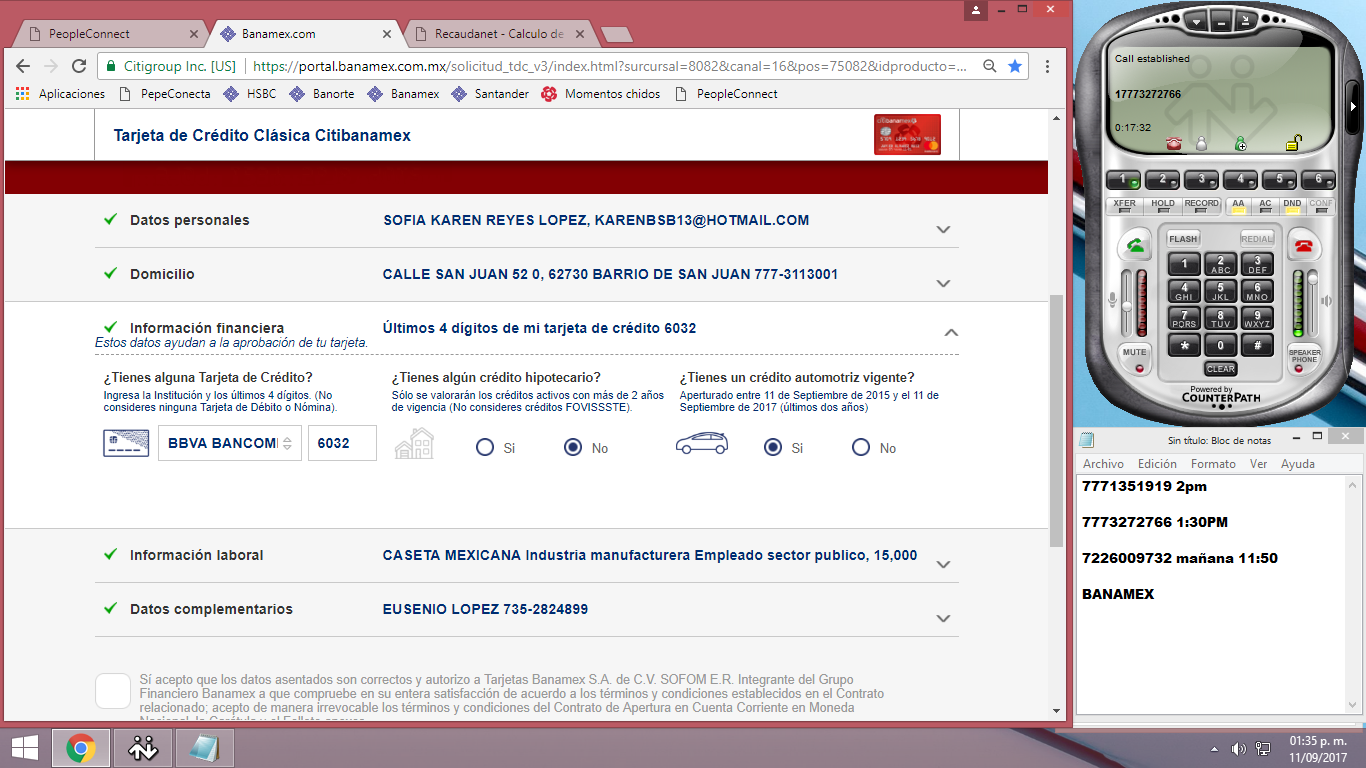 PeopleConnect
Banamex.com
Recaudanet - Calculo de
Citigroup Inc. [US]
https://portal.banamex.com.mx/solicitud_tdc_v3/index.html?surcursal=8082&canal=16&pos=75082&idproducto=...
Aplicaciones
PepeConecta
HSBC
Banorte
Banamex
Santander
Momentos chidos
PeopleConnect
Tarjeta de Crédito Clásica Citibanamex
Datos personales
SOFIA KAREN REYES LOPEZ, KARENBSB13@HOTMAIL.COM
Domicilio
CALLE SAN JUAN 52 0, 62730 BARRIO DE SAN JUAN 777-3113001
Información financiera
Últimos 4 dígitos de mi tarjeta de crédito 6032
Estos datos ayudan a la aprobación de tu tarjeta.
¿Tienes alguna Tarjeta de Crédito?
Ingresa la Institución y los últimos 4 dígitos. (No
consideres ninguna Tarjeta de Débito o Nómina).
BBVA BANCOM
6032
¿Tienes algún crédito hipotecario?
Sólo se valorarán los créditos activos con más de 2 años
de vigencia (No consideres créditos FOVISSSTE).
Si
No
¿Tienes un crédito automotriz vigente?
Aperturado entre 11 de Septiembre de 2015 y el 11 de
Septiembre de 2017 (últimos dos años)
Si
No
Información laboral
CASETA MEXICANA Industria manufacturera Empleado sector publico, 15,000
Datos complementarios
EUSENIO LOPEZ 735-2824899
Sí acepto que los datos asentados son correctos y autorizo a Tarjetas Banamex S.A. de C.V. SOFOM E.R. Integrante del Grupo
Financiero Banamex a que compruebe en su entera satisfacción de acuerdo a los términos y condiciones establecidos en el Contrato
relacionado; acepto de manera irrevocable los términos y condiciones del Contrato de Apertura en Cuenta Corriente en Moneda
Call established
17773272766
0:17:32
1
2
3
4
5
6
XFER
HOLD
RECORD
AA
AC
DND
CONF
FLASH
REDIAL
1
2 ABC
3 DEF
4 GHI
5 JKL
6 MNO
7 PQRS
8 TUV
9 WXYZ
*
0
#
MUTE
CLEAR
SPEAKER
PHONE
Powered by
COUNTERPATH
Sin título: Bloc de notas
Archivo
Edición
Formato
Ver
Ayuda
7771351919 2pm
7773272766 1:30PM
7226009732 mañana 11:50
BANAMEX
01:35 p. m.
11/09/2017